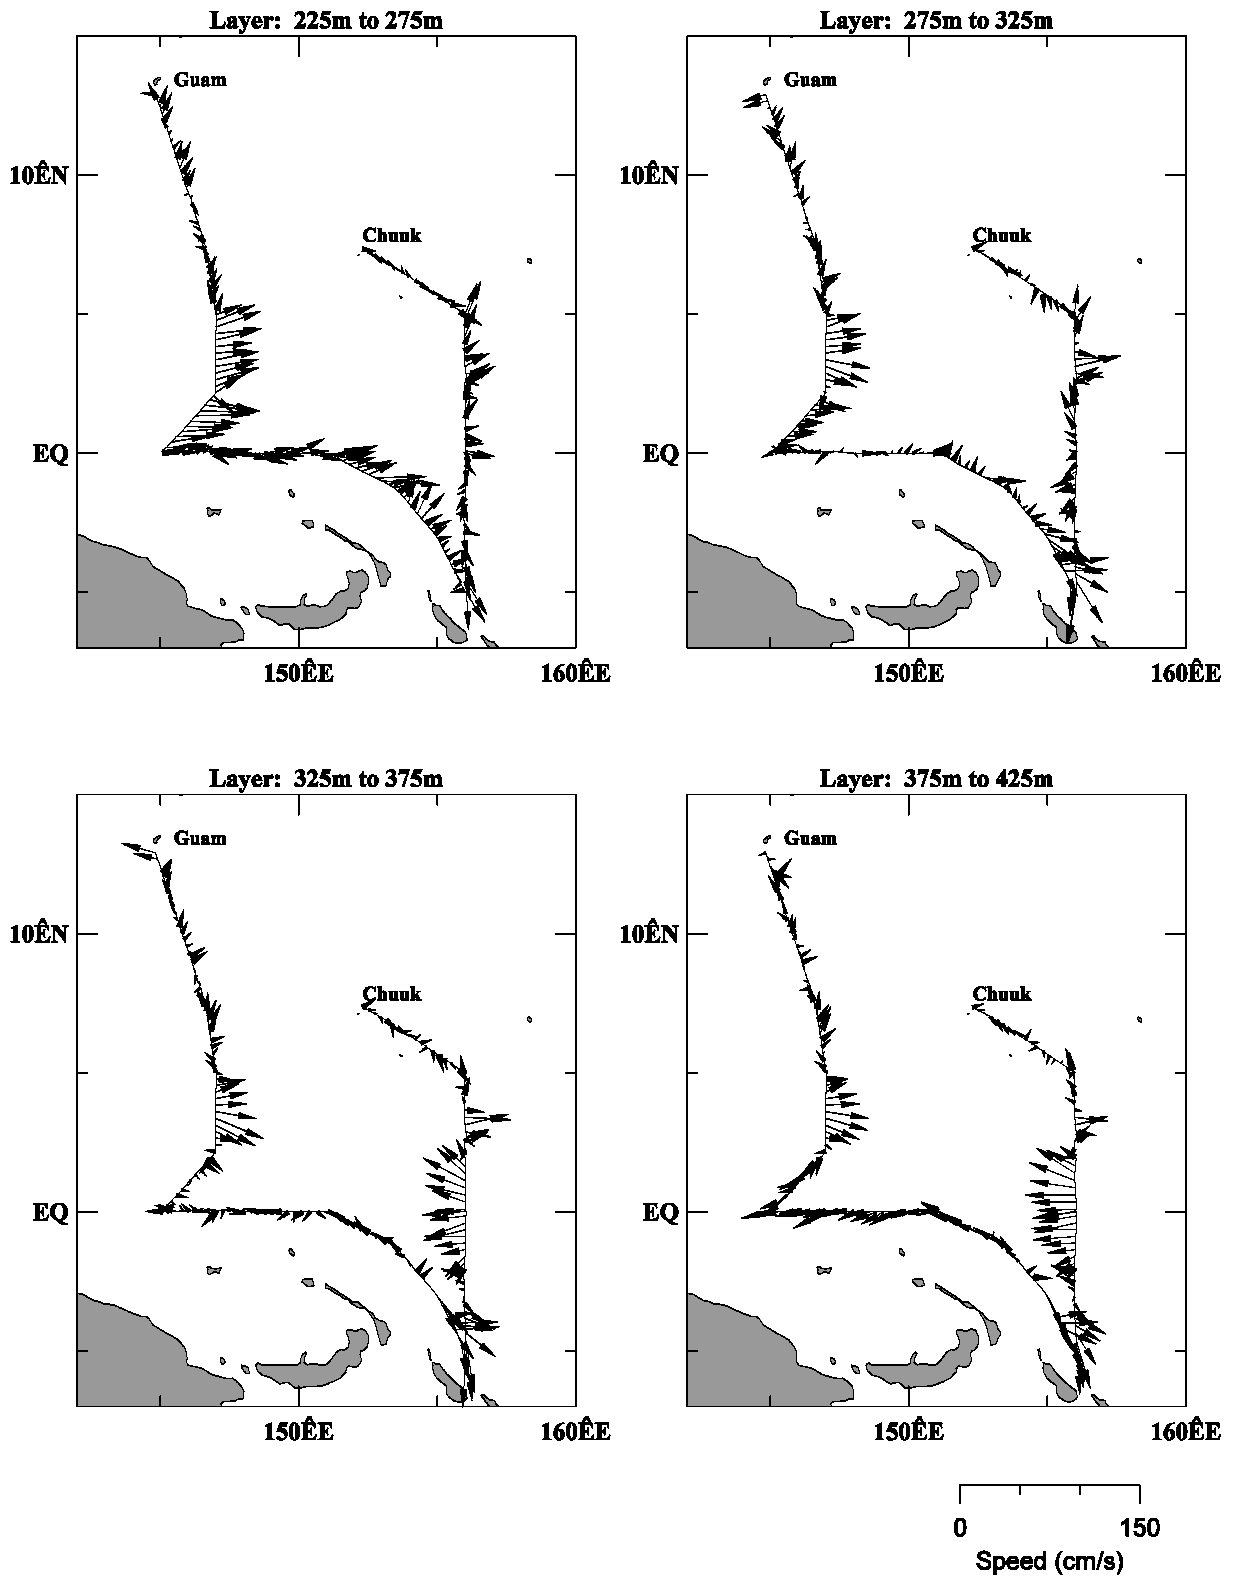 Layer:  225m to 275m
Guam
10ÊN
Chuuk
EQ
150ÊE
160ÊE
Layer:  275m to 325m
Guam
10ÊN
Chuuk
EQ
150ÊE
160ÊE
Layer:  325m to 375m
Guam
10ÊN
Chuuk
EQ
150ÊE
160ÊE
Layer:  375m to 425m
Guam
10ÊN
Chuuk
EQ
150ÊE
160ÊE
0
150
Speed (cm/s)